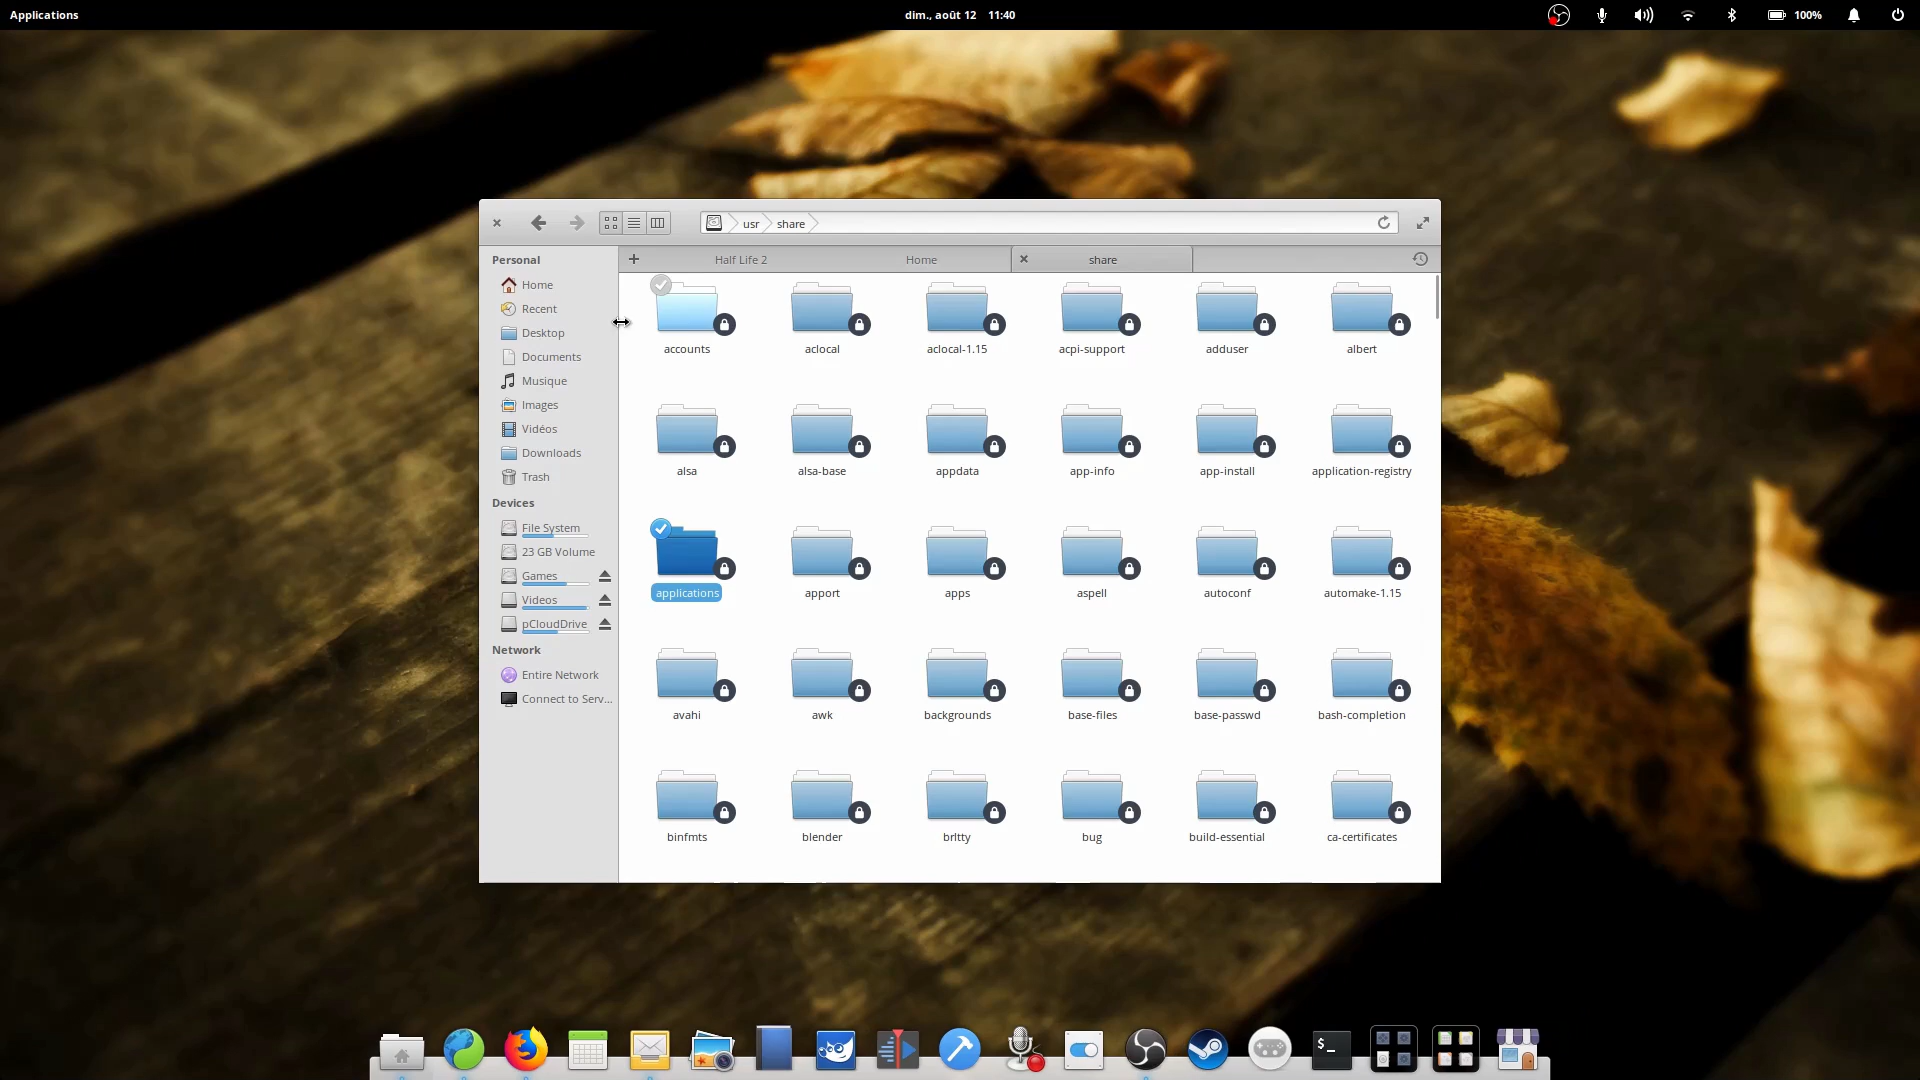 Applications
dim., août 12 11:40
100%
usr share
Half Life 2 Home share
Personal
Home
Recent
Desktop
Documents
Musique
Images
Vidéos
Downloads
Trash
Devices
File System
23 GB Volume
Games
Videos
pCloudDrive
Network
Entire Network
Connect to Serv...
accounts aclocal aclocal-1.15 acpi-support adduser albert
alsa alsa-base appdata app-info app-install application-registry
applications apport apps aspell autoconf automake-1.15
avahi awk backgrounds base-files base-passwd bash-completion
binfmts blender brltty bug build-essential ca-certificates
$_